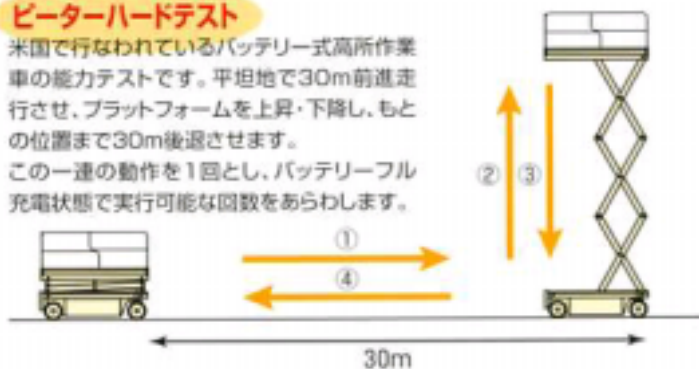 ピーターハードテスト
米国で行なわれているバッテリー式高所作業
車の能力テストです。平坦地で30m前進走
行させ、プラットフォームを上昇・下降し、もと
の位置まで30m後退させます。
この一連の動作を1回とし、バッテリーフル
充電状態で実行可能な回数をあらわします。
② ③
①
④
30m